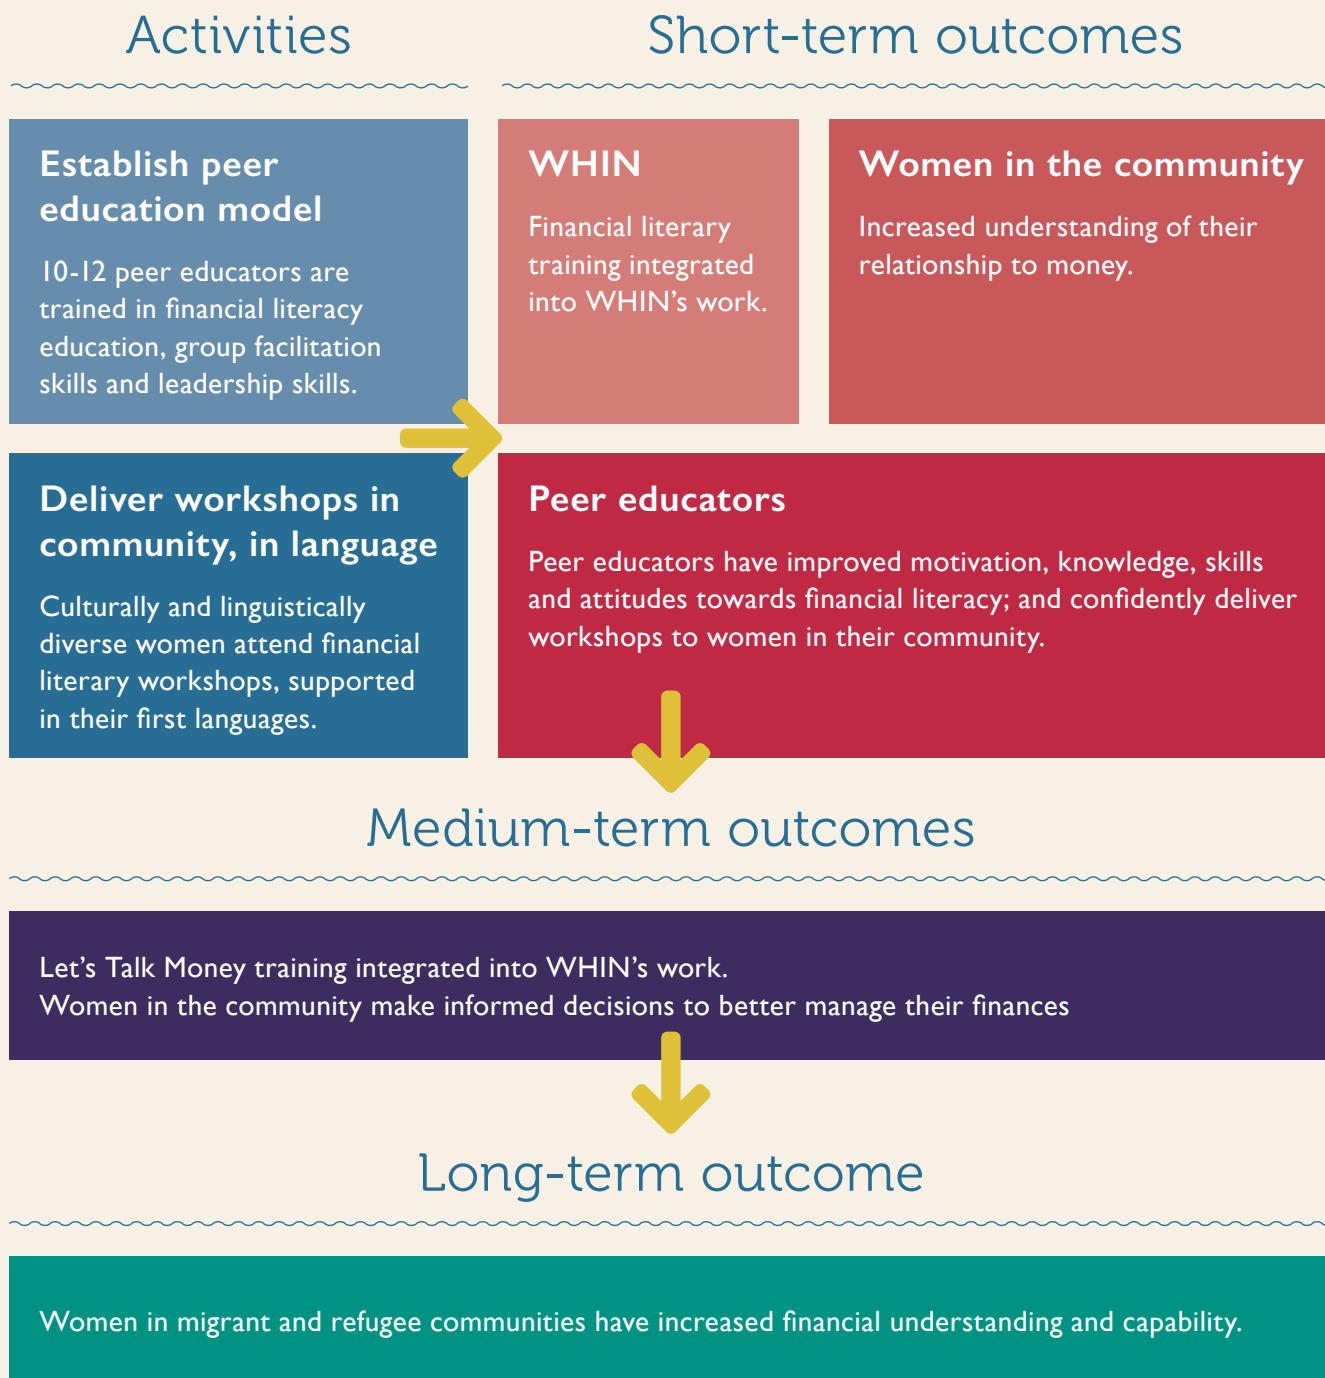 Activities
Short-term outcomes
Establish peer
education model
10-12 peer educators are
trained in financial literacy
education, group facilitation
skills and leadership skills.
WHIN
Financial literary
training integrated
into WHIN’s work.
Women in the community
Increased understanding of their
relationship to money.
Deliver workshops in
community, in language
Culturally and linguistically
diverse women attend financial
literary workshops, supported
in their first languages.
Peer educators
Peer educators have improved motivation, knowledge, skills
and attitudes towards financial literacy; and confidently deliver
workshops to women in their community.
Medium-term outcomes
Let’s Talk Money training integrated into WHIN’s work.
Women in the community make informed decisions to better manage their finances
Long-term outcome
Women in migrant and refugee communities have increased financial understanding and capability.